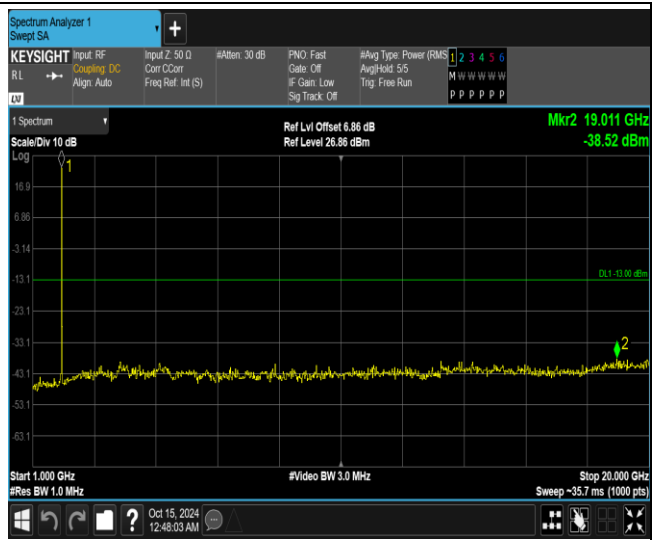 Spectrum Analyzer 1
Swept SA
+
KEYSIGHT
RL
LXI
Input: RF
Coupling: DC
Align: Auto
Input Z: 50 Ω
Corr CCorr
Freq Ref: Int (S)
#Atten: 30 dB
PNO: Fast
Gate: Off
IF Gain: Low
Sig Track: Off
#Avg Type: Power (RMS
Avg|Hold: 5/5
Trig: Free Run
1 2 3 4 5 6
M W W W W W
P P P P P P
1 Spectrum
Scale/Div 10 dB
Log
Ref Lvl Offset 6.86 dB
Ref Level 26.86 dBm
Mkr2 19.011 GHz
-38.52 dBm
1
16.9
6.86
-3.14
-13.1
DL1 -13.00 dBm
-23.1
-33.1
2
-43.1
-53.1
-63.1
Start 1.000 GHz
#Res BW 1.0 MHz
#Video BW 3.0 MHz
Stop 20.000 GHz
Sweep ~35.7 ms (1000 pts)
?
Oct 15, 2024
12:48:03 AM